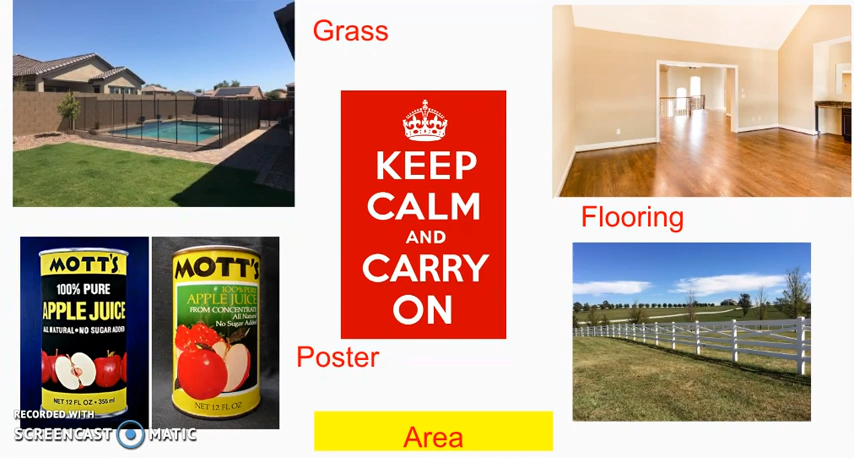 Grass
KEEP
CALM
AND
CARRY
ON
Flooring
MOTT'S
100% PURE
APPLE JUICE
ALL NATURAL • NO SUGAR ADDED
NET 12 FL OZ • 355 ml
MOTT'S
100% PURE
APPLE JUICE
FROM CONCENTRATE
All Natural
No Sugar Added
NET 12 FL OZ
Poster
RECORDED WITH
SCREENCAST MATIC
Area